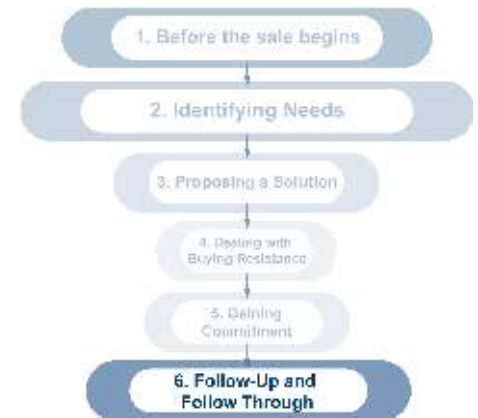 1. Before the sale begins
2. Identifying Needs
3. Proposing a Solution
4. Dealing with
Buying Resistance
5. Gaining
Commitment
6. Follow-Up and
Follow Through